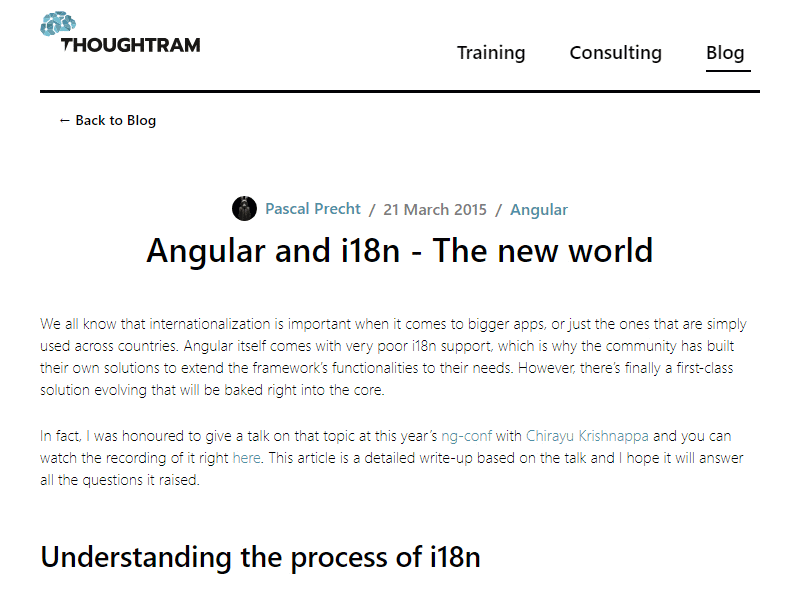 THOUGHTRAM
Training Consulting Blog
← Back to Blog
Pascal Precht / 21 March 2015 / Angular
Angular and i18n - The new world
We all know that internationalization is important when it comes to bigger apps, or just the ones that are simply
used across countries. Angular itself comes with very poor i18n support, which is why the community has built
their own solutions to extend the framework’s functionalities to their needs. However, there’s finally a first-class
solution evolving that will be baked right into the core.
In fact, I was honoured to give a talk on that topic at this year’s ng-conf with Chirayu Krishnappa and you can
watch the recording of it right here. This article is a detailed write-up based on the talk and I hope it will answer
all the questions it raised.
Understanding the process of i18n